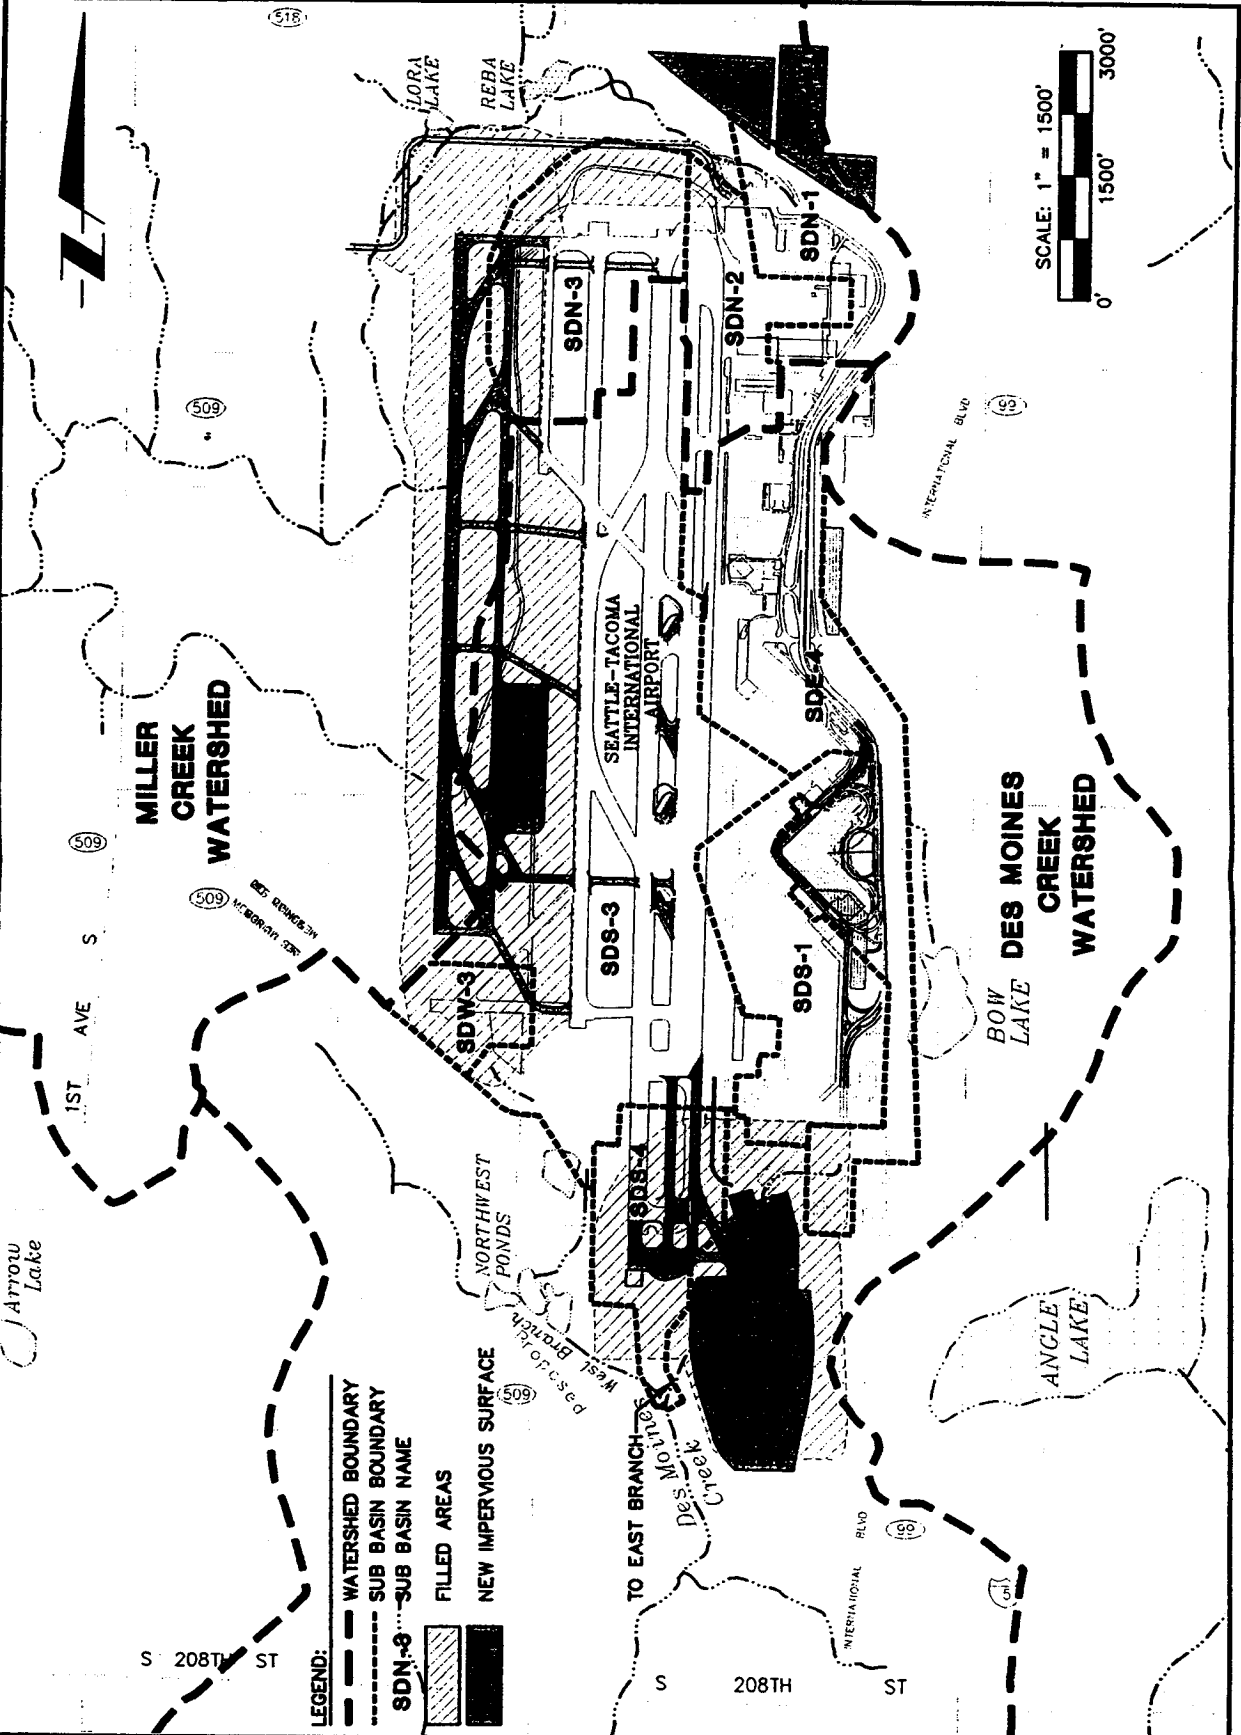 518
LORA
LAKE
REBA
LAKE
SCALE: 1" = 1500'
0'
1500'
3000'
SDN-1
SDN-2
SDN-3
509
99
INTERNATIONAL BLVD
MILLER
CREEK
WATERSHED
SEATTLE-TACOMA
INTERNATIONAL
AIRPORT
SDE-4
509
509
1ST AVE S
DES MOINES
CREEK
WATERSHED
SDS-3
SDS-1
SDW-3
BOW
LAKE
SDS-4
NORTHWEST
PONDS
Arrow
Lake
ANGLE
LAKE
Proposed
West Branch
509
TO EAST BRANCH
Des Moines
Creek
INTERNATIONAL BLVD
99
5
LEGEND:
WATERSHED BOUNDARY
SUB BASIN BOUNDARY
SDN-3 SUB BASIN NAME
FILLED AREAS
NEW IMPERVIOUS SURFACE
S 208TH ST
S 208TH ST